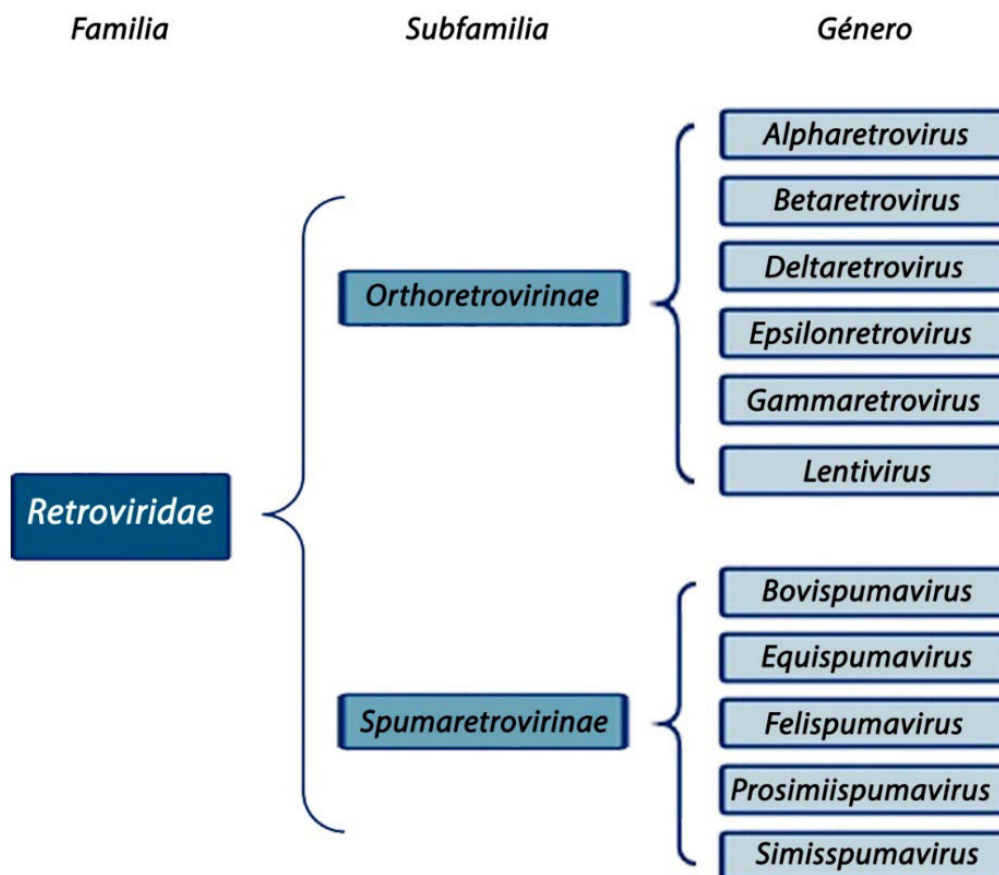 Familia
Subfamilia
Género
Retroviridae
Orthoretrovirinae
Alpharetrovirus
Betaretrovirus
Deltaretrovirus
Epsilonretrovirus
Gammaretrovirus
Lentivirus
Spumaretrovirinae
Bovispumavirus
Equispumavirus
Felispumavirus
Prosimiispumavirus
Simisspumavirus